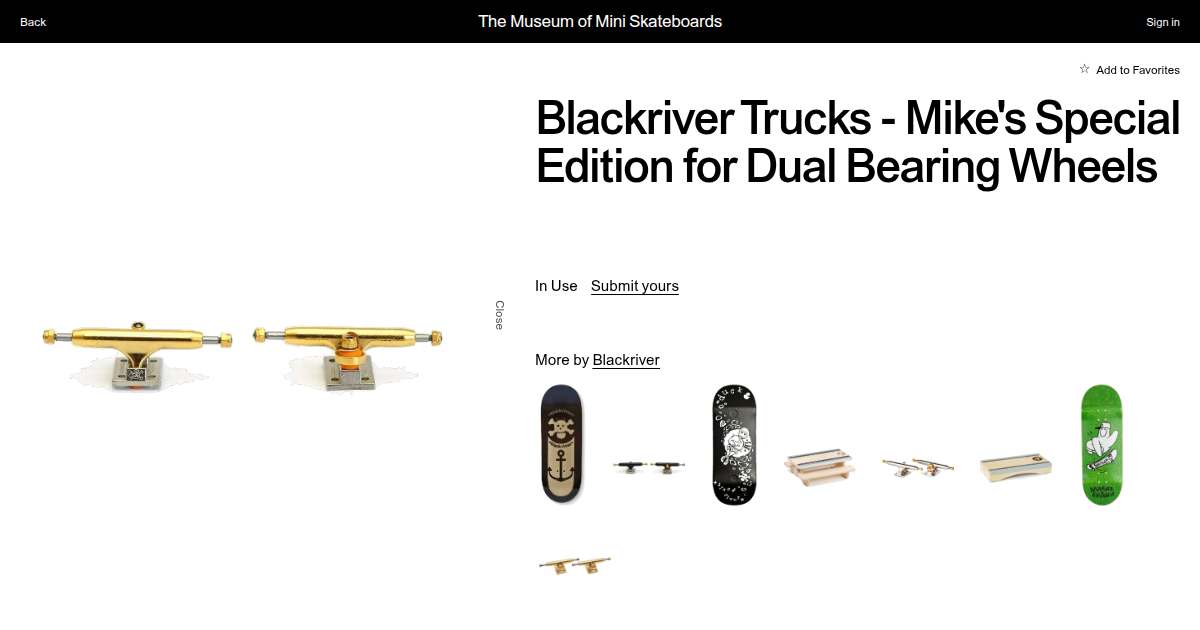 Back
The Museum of Mini Skateboards
Sign in
☆ Add to Favorites
Blackriver Trucks - Mike's Special
Edition for Dual Bearing Wheels
In Use Submit yours
Close
More by Blackriver